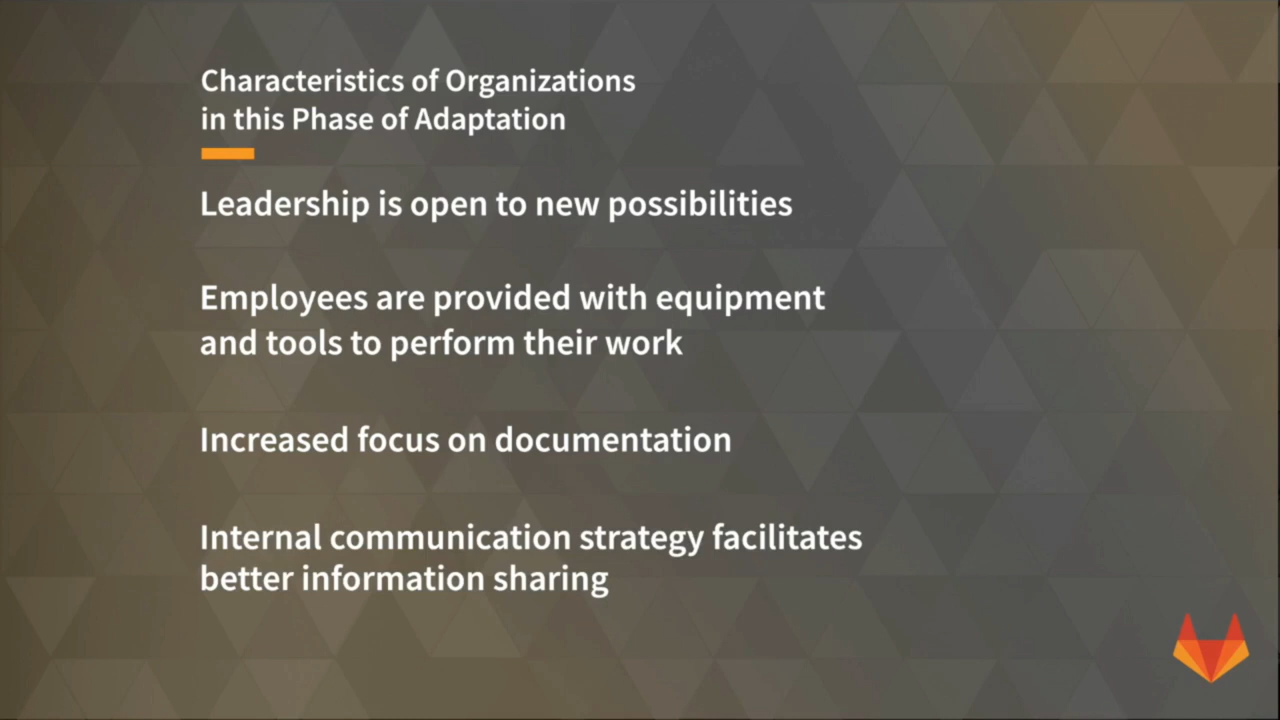 Characteristics of Organizations
in this Phase of Adaptation
Leadership is open to new possibilities
Employees are provided with equipment
and tools to perform their work
Increased focus on documentation
Internal communication strategy facilitates
better information sharing